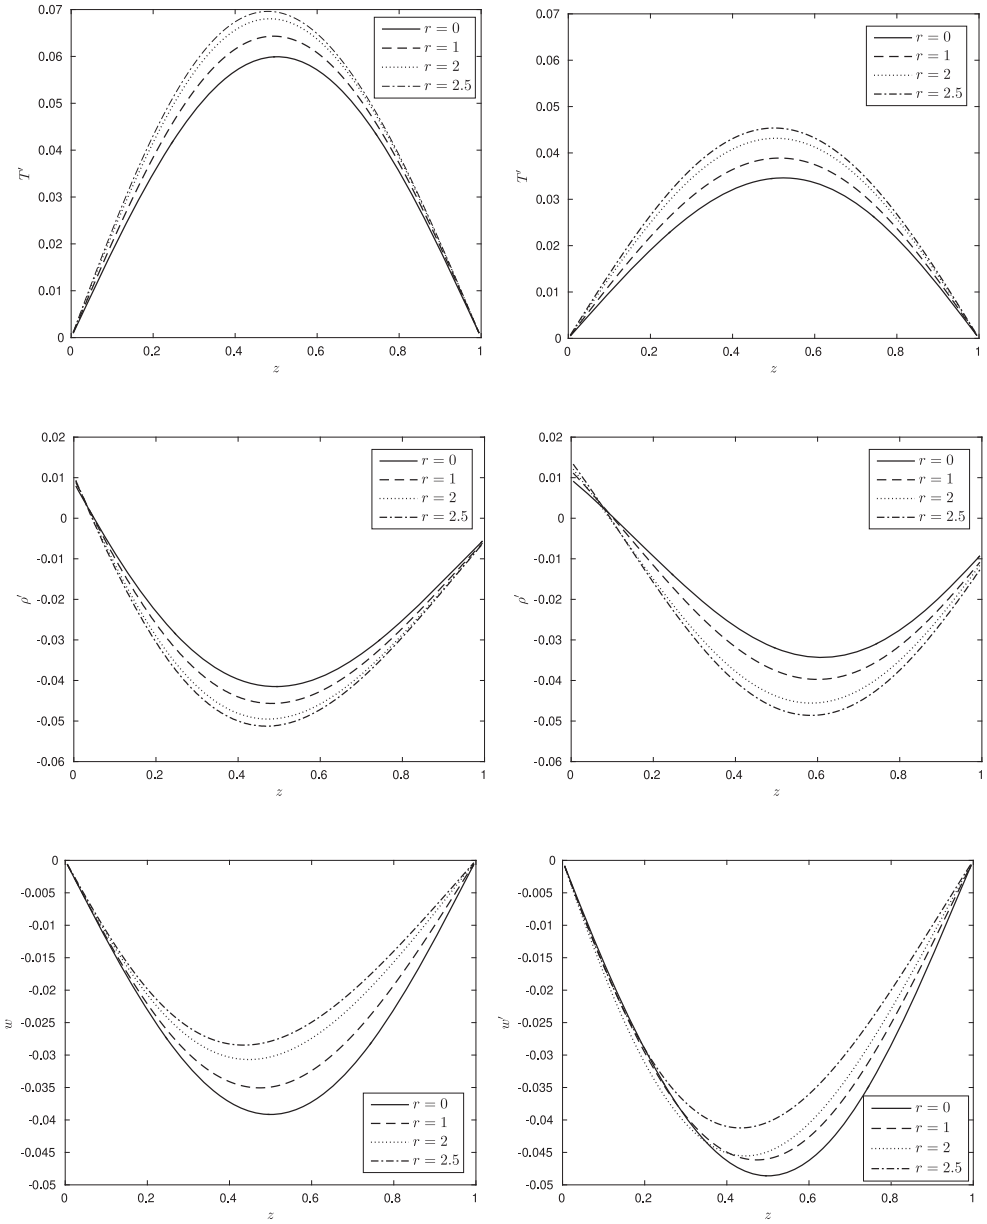 0.07
0.06
0.05
0.04
0.03
0.02
0.01
0
T′
r = 0
r = 1
r = 2
r = 2.5
0 0.2 0.4 0.6 0.8 1
z
0.07
0.06
0.05
0.04
0.03
0.02
0.01
0
T′
r = 0
r = 1
r = 2
r = 2.5
0 0.2 0.4 0.6 0.8 1
z
0.02
0.01
0
-0.01
-0.02
-0.03
-0.04
-0.05
-0.06
ρ′
r = 0
r = 1
r = 2
r = 2.5
0 0.2 0.4 0.6 0.8 1
z
0.02
0.01
0
-0.01
-0.02
-0.03
-0.04
-0.05
-0.06
ρ′
r = 0
r = 1
r = 2
r = 2.5
0 0.2 0.4 0.6 0.8 1
z
0
-0.005
-0.01
-0.015
-0.02
-0.025
-0.03
-0.035
-0.04
-0.045
-0.05
w
r = 0
r = 1
r = 2
r = 2.5
0 0.2 0.4 0.6 0.8 1
z
0
-0.005
-0.01
-0.015
-0.02
-0.025
-0.03
-0.035
-0.04
-0.045
-0.05
w′
r = 0
r = 1
r = 2
r = 2.5
0 0.2 0.4 0.6 0.8 1
z